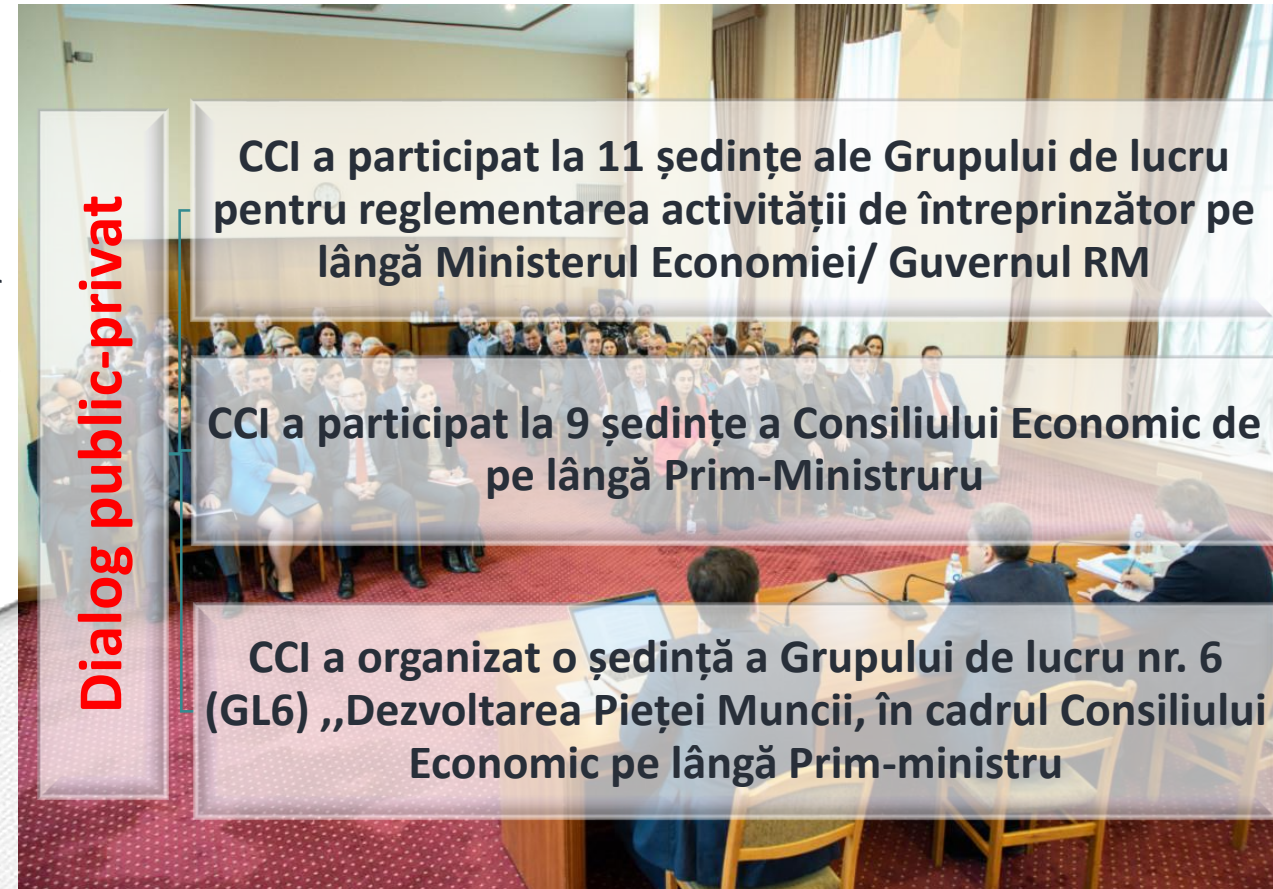 Dialog public-privat
CCI a participat la 11 ședințe ale Grupului de lucru
pentru reglementarea activității de întreprinzător pe
lângă Ministerul Economiei/ Guvernul RM
CCI a participat la 9 ședințe a Consiliului Economic de
pe lângă Prim-Ministruru
CCI a organizat o ședință a Grupului de lucru nr. 6
(GL6) ,,Dezvoltarea Pieței Muncii, în cadrul Consiliului
Economic pe lângă Prim-ministru